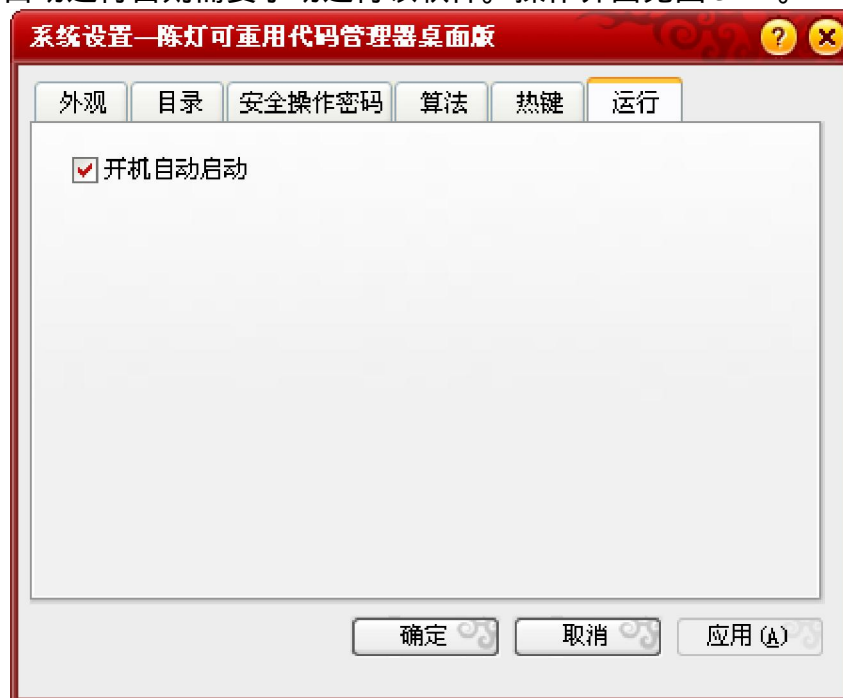 系统设置—陈灯可重用代码管理器桌面版
外观 目录 安全操作密码 算法 热键 运行
开机自动启动
确定 取消 应用(A)